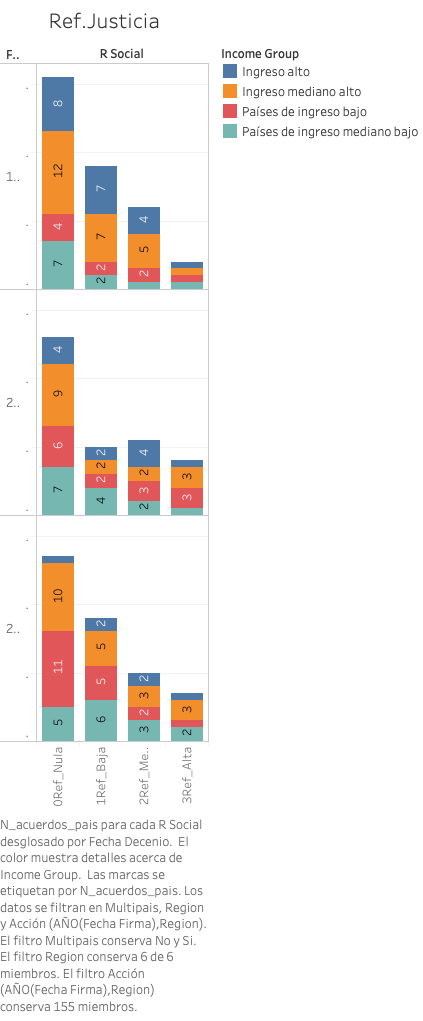 Ref.Justicia
F.. R Social Income Group
Ingreso alto
Ingreso mediano alto
Países de ingreso bajo
Países de ingreso mediano bajo
1..
8
12
4
7
7
7
2
2
4
5
2
2..
4
9
6
7
2
2
2
4
4
2
3
2
3
3
2..
10
11
5
2
5
5
6
2
3
2
3
3
2
0Ref_Nula
1Ref_Baja
2Ref_Me..
3Ref_Alta
N_acuerdos_pais para cada R Social
desglosado por Fecha Decenio. El
color muestra detalles acerca de
Income Group. Las marcas se
etiquetan por N_acuerdos_pais. Los
datos se filtran en Multipais, Region
y Acción (AÑO(Fecha Firma),Region).
El filtro Multipais conserva No y Si.
El filtro Region conserva 6 de 6
miembros. El filtro Acción
(AÑO(Fecha Firma),Region)
conserva 155 miembros.